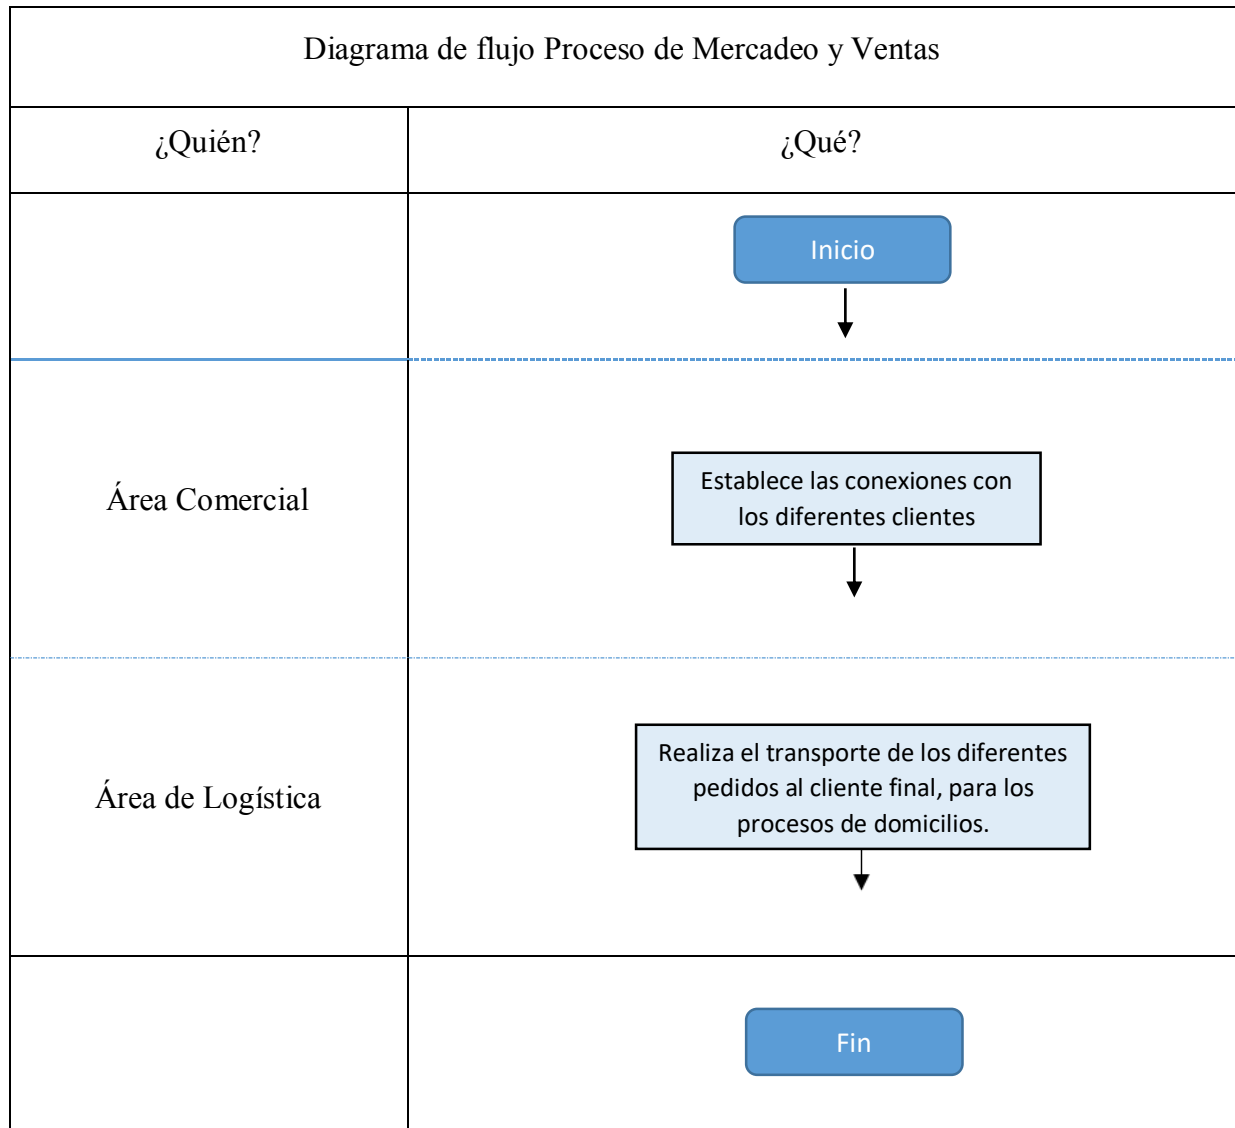 Diagrama de flujo Proceso de Mercadeo y Ventas
¿Quién?
¿Qué?
Inicio
Área Comercial
Establece las conexiones con
los diferentes clientes
Área de Logística
Realiza el transporte de los diferentes
pedidos al cliente final, para los
procesos de domicilios.
Fin